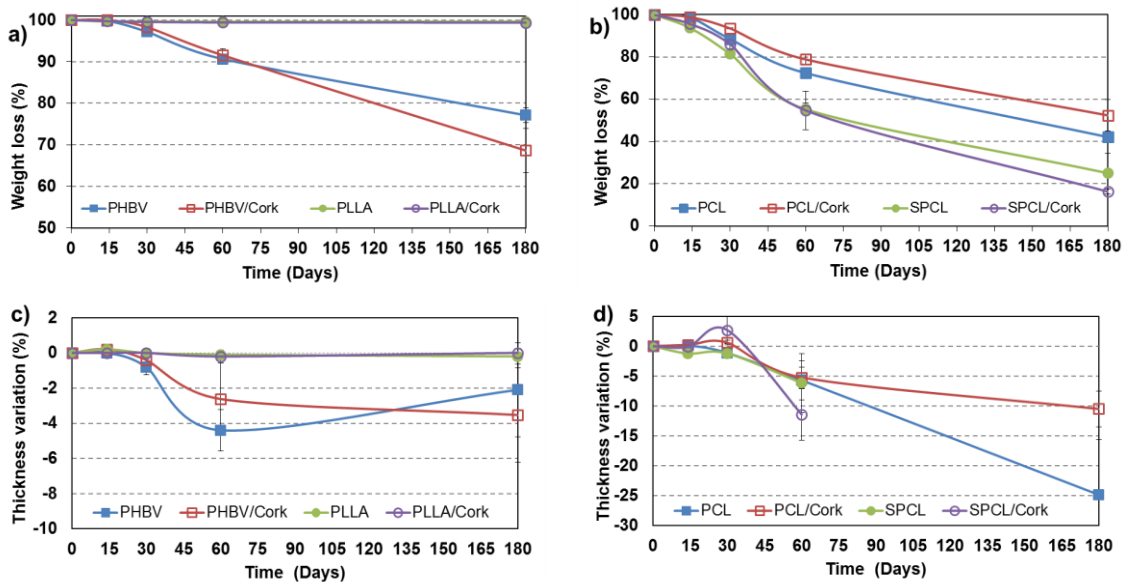 a)
Weight loss (%)
100
90
80
70
60
50
PHBV PHBV/Cork PLLA PLLA/Cork
0 15 30 45 60 75 90 105 120 135 150 165 180
Time (Days)
b)
Weight loss (%)
100
80
60
40
20
0
PCL PCL/Cork SPCL SPCL/Cork
0 15 30 45 60 75 90 105 120 135 150 165 180
Time (Days)
c)
Thickness variation (%)
2
0
-2
-4
-6
-8
-10
PHBV PHBV/Cork PLLA PLLA/Cork
0 15 30 45 60 75 90 105 120 135 150 165 180
Time (Days)
d)
Thickness variation (%)
5
0
-5
-10
-15
-20
-25
-30
PCL PCL/Cork SPCL SPCL/Cork
0 15 30 45 60 75 90 105 120 135 150 165 180
Time (Days)